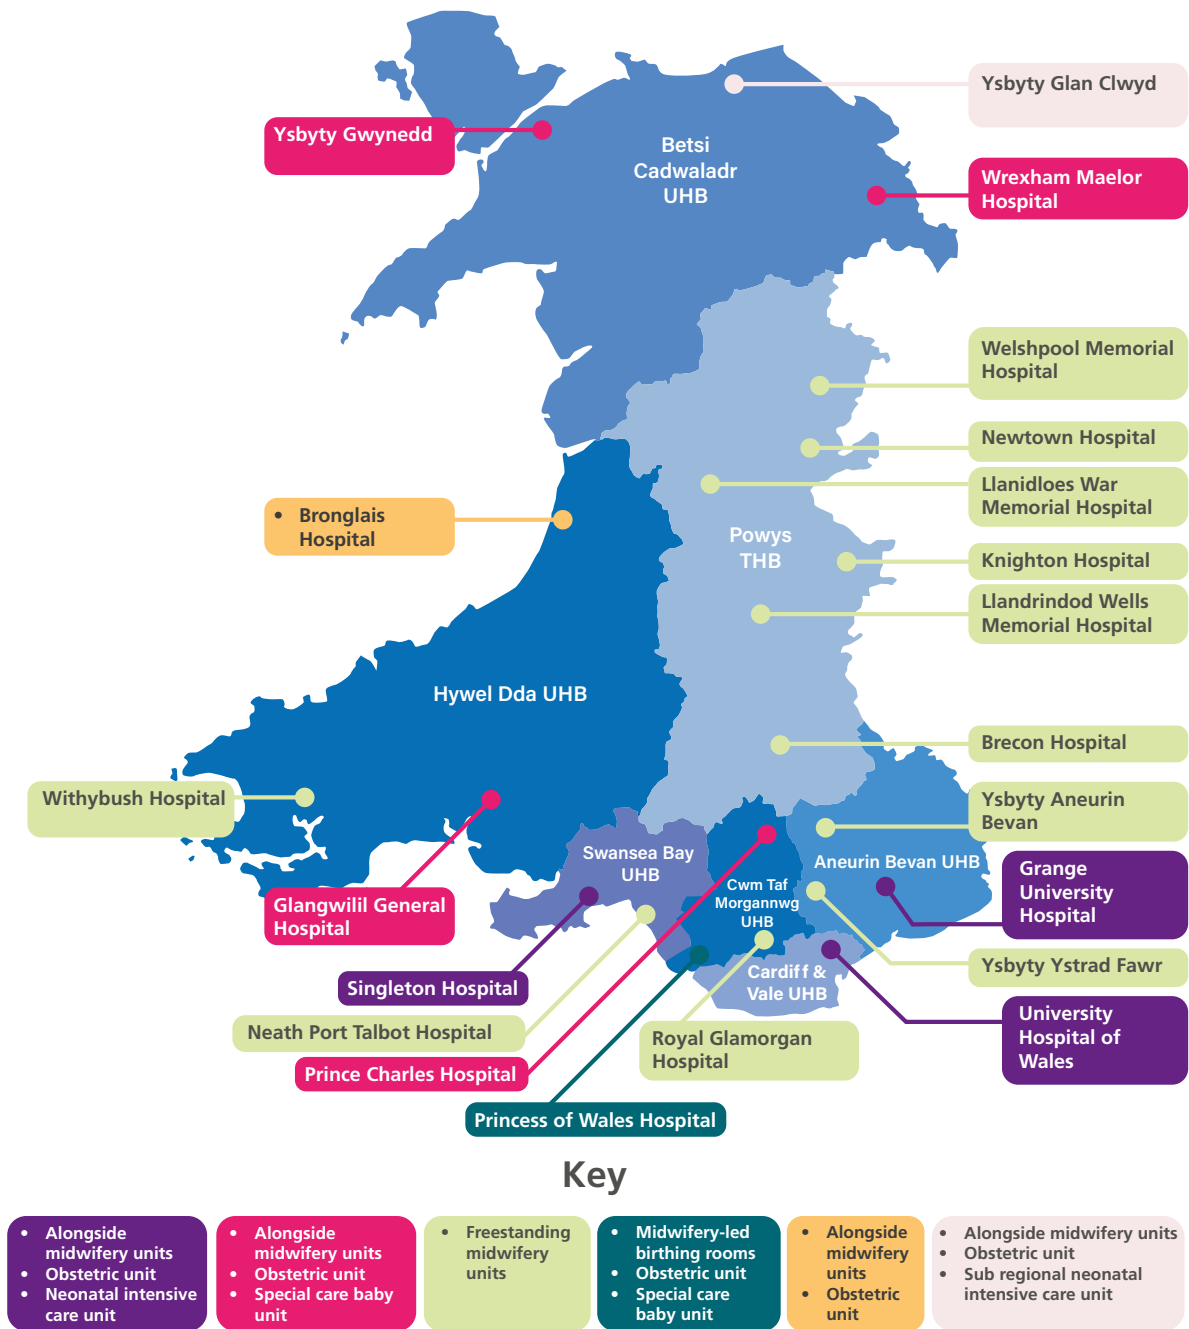 Ysbyty Glan Clwyd
Ysbyty Gwynedd
Betsi
Cadwaladr
UHB
Wrexham Maelor
Hospital
Welshpool Memorial
Hospital
Newtown Hospital
Llanidloes War
Memorial Hospital
• Bronglais
Hospital
Powys
THB
Knighton Hospital
Llandrindod Wells
Memorial Hospital
Hywel Dda UHB
Brecon Hospital
Withybush Hospital
Ysbyty Aneurin
Bevan
Swansea Bay
UHB
Aneurin Bevan UHB
Cwm Taf
Morgannwg
UHB
Grange
University
Hospital
Glangwilil General
Hospital
Ysbyty Ystrad Fawr
Cardiff &
Vale UHB
Singleton Hospital
University
Hospital of
Wales
Neath Port Talbot Hospital
Royal Glamorgan
Hospital
Prince Charles Hospital
Princess of Wales Hospital
Key
• Alongside
midwifery units
• Obstetric unit
• Neonatal intensive
care unit
• Alongside
midwifery units
• Obstetric unit
• Special care baby
unit
• Freestanding
midwifery
units
• Midwifery-led
birthing rooms
• Obstetric unit
• Special care
baby unit
• Alongside
midwifery
units
• Obstetric
unit
• Alongside midwifery units
• Obstetric unit
• Sub regional neonatal
intensive care unit